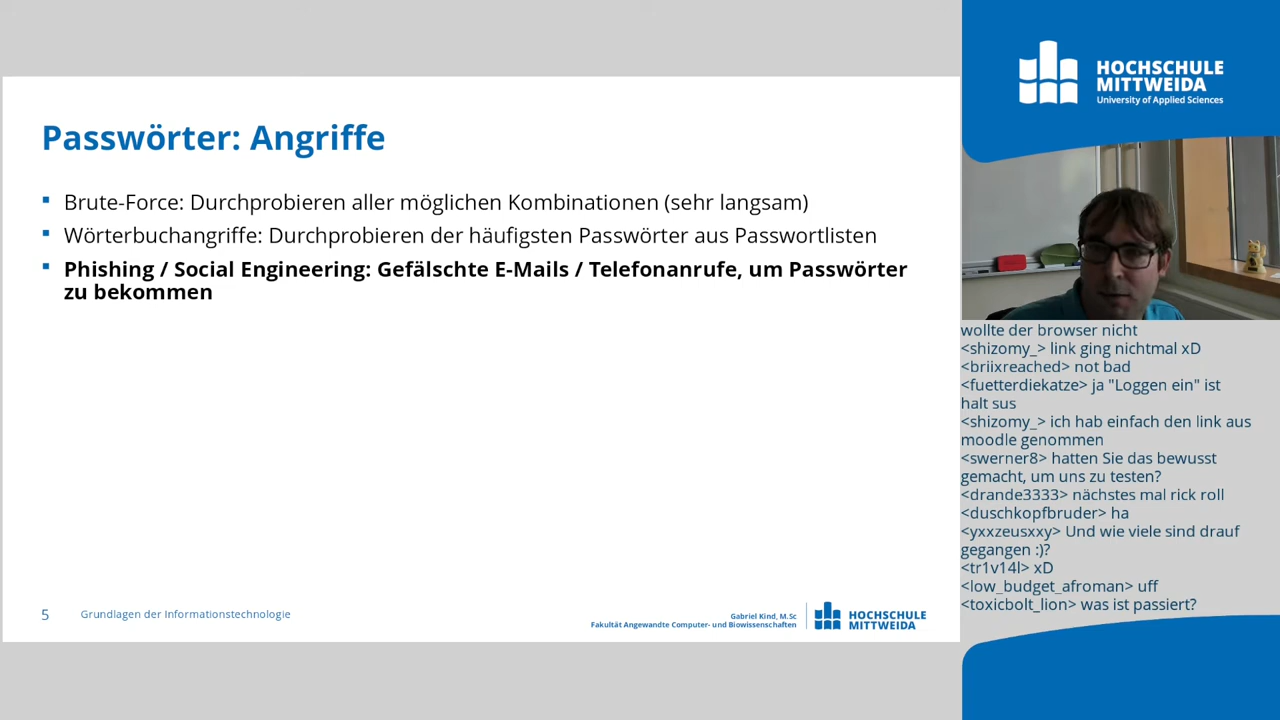 Passwörter: Angriffe
Brute-Force: Durchprobieren aller möglichen Kombinationen (sehr langsam)
Wörterbuchangriffe: Durchprobieren der häufigsten Passwörter aus Passwortlisten
Phishing / Social Engineering: Gefälschte E-Mails / Telefonanrufe, um Passwörter
zu bekommen
5
Grundlagen der Informationstechnologie
Gabriel Kind, M.Sc
Fakultät Angewandte Computer- und Biowissenschaften
HOCHSCHULE
MITTWEIDA
HOCHSCHULE
MITTWEIDA
University of Applied Sciences
wollte der browser nicht
<shizomy_> link ging nichtmal xD
<briixreached> not bad
<fuetterdiekatze> ja "Loggen ein" ist
halt sus
<shizomy_> ich hab einfach den link aus
moodle genommen
<swerner8> hatten Sie das bewusst
gemacht, um uns zu testen?
<drande3333> nächstes mal rick roll
<duschkopfbruder> ha
<yxxzeusxxy> Und wie viele sind drauf
gegangen :)?
<tr1v14l> xD
<low_budget_afroman> uff
<toxicbolt_lion> was ist passiert?